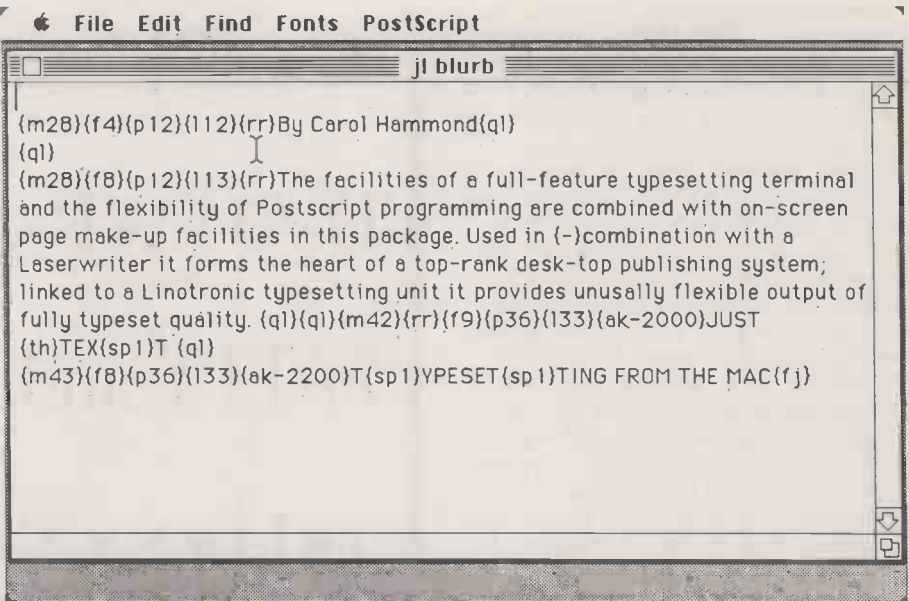 File Edit Find Fonts PostScript
jl blurb
{m28}{f4}{p12}{l12}{rr}By Carol Hammond{ql}
{ql}
{m28}{f8}{p12}{l13}{rr}The facilities of a full-feature typesetting terminal
and the flexibility of Postscript programming are combined with on-screen
page make-up facilities in this package. Used in {-}combination with a
Laserwriter it forms the heart of a top-rank desk-top publishing system;
linked to a Linotronic typesetting unit it provides unusally flexible output of
fully typeset quality. {ql}{ql}{m42}{rr}{f9}{p36}{l33}{ak-2000}JUST
{th}TEX{sp1}T {ql}
{m43}{f8}{p36}{l33}{ak-2200}T{sp1}YPESET{sp1}TING FROM THE MAC{fj}